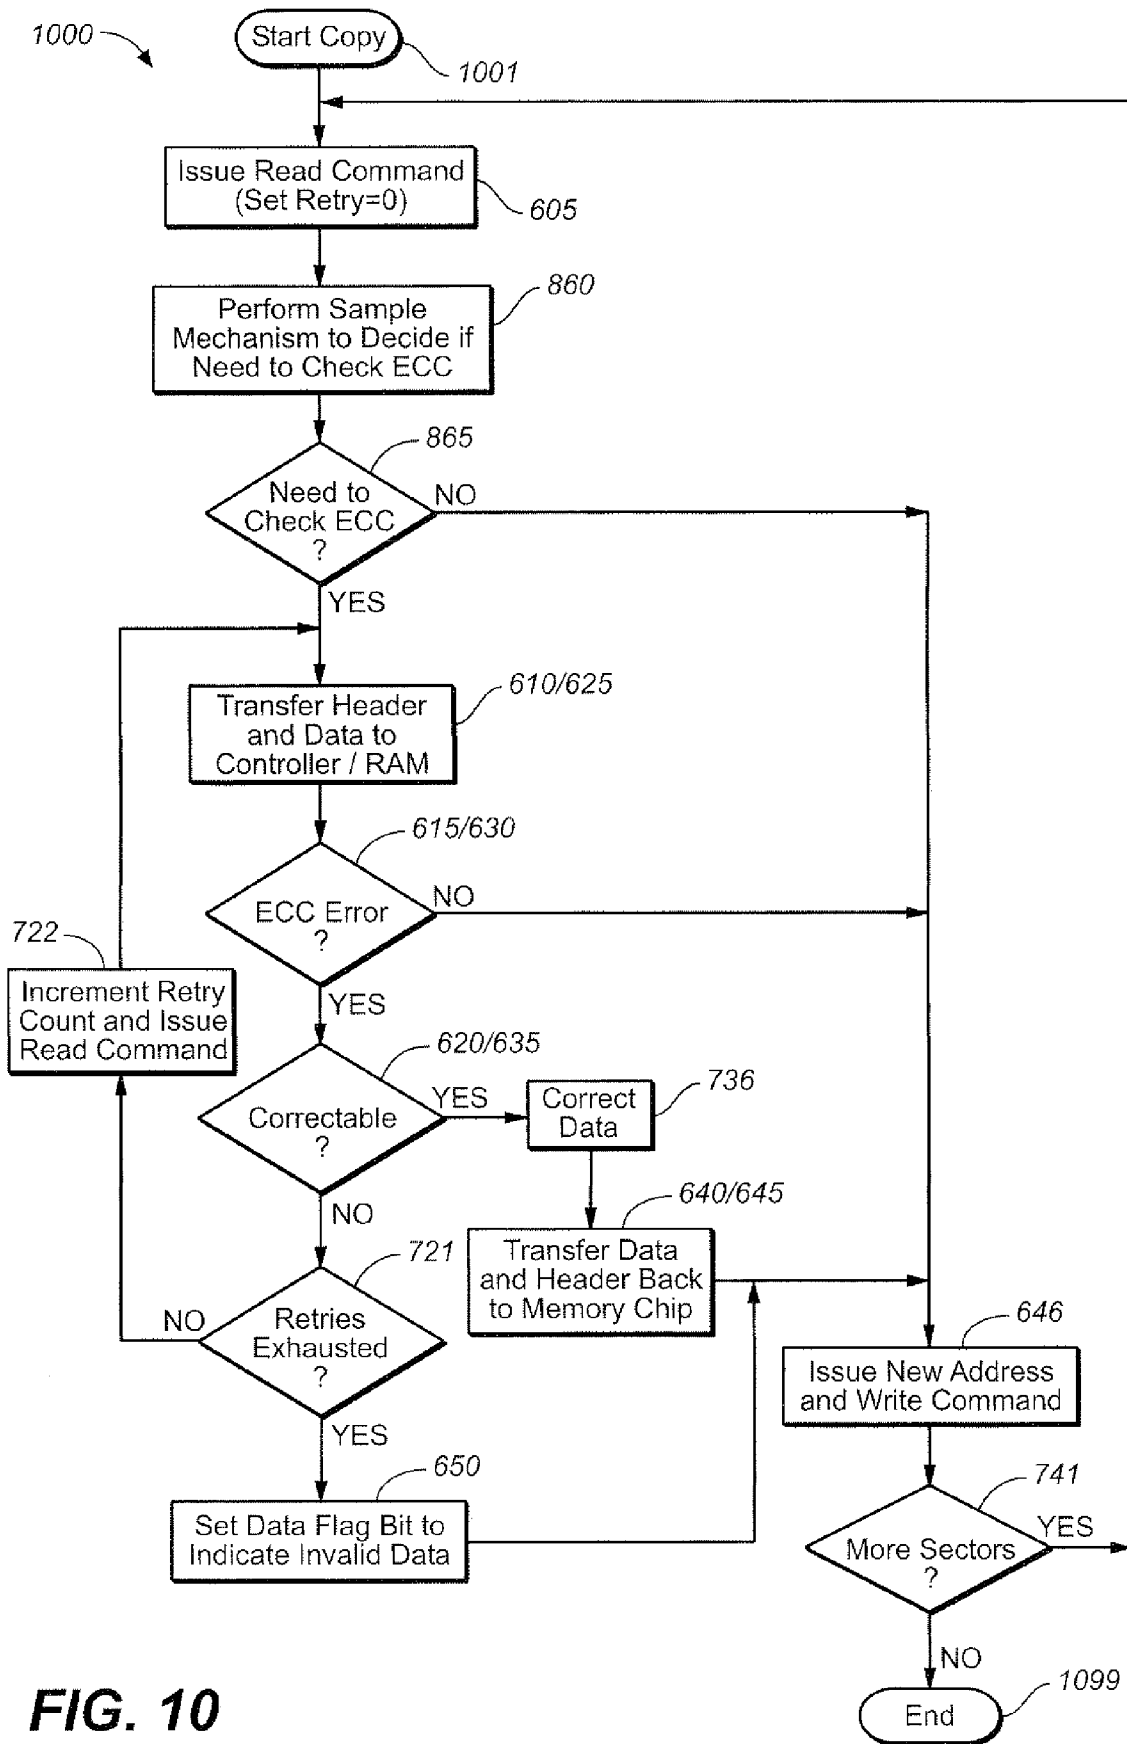 1000
Start Copy
1001
Issue Read Command
(Set Retry=0)
605
860
Perform Sample
Mechanism to Decide if
Need to Check ECC
865
Need to
Check ECC
?
NO
YES
610/625
Transfer Header
and Data to
Controller / RAM
615/630
ECC Error
?
NO
722
YES
Increment Retry
Count and Issue
Read Command
620/635
Correctable
?
YES
Correct
Data
736
NO
640/645
Transfer Data
and Header Back
to Memory Chip
721
Retries
Exhausted
?
NO
646
Issue New Address
and Write Command
YES
650
Set Data Flag Bit to
Indicate Invalid Data
741
More Sectors
?
YES
NO
1099
End
FIG. 10